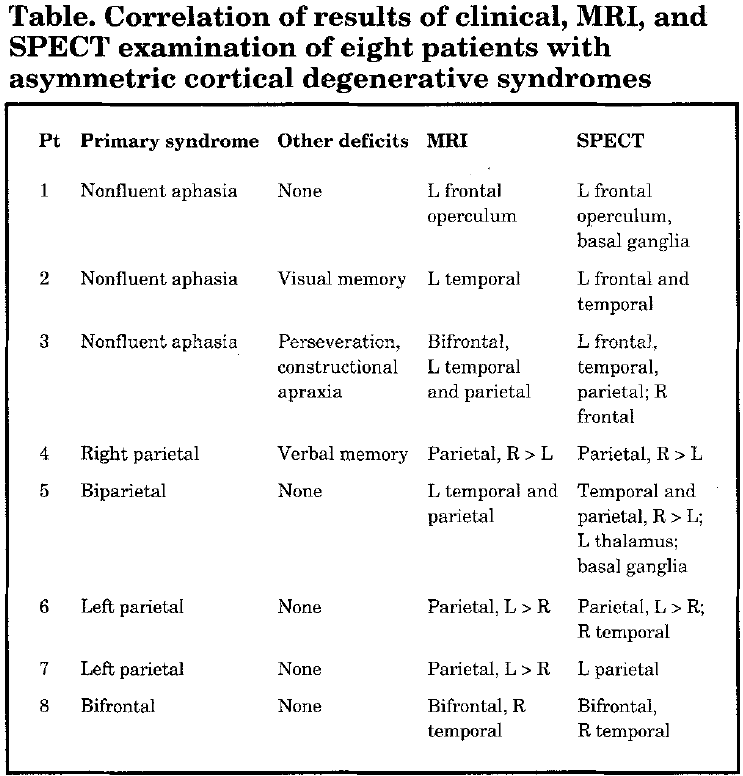 Table. Correlation of results of clinical, MRI, and
SPECT examination of eight patients with
asymmetric cortical degenerative syndromes
Pt Primary syndrome Other deficits MRI SPECT
1 Nonfluent aphasia None L frontal L frontal
operculum operculum,
basal ganglia
2 Nonfluent aphasia Visual memory L temporal L frontal and
temporal
3 Nonfluent aphasia Perseveration, Bifrontal, L frontal,
constructional L temporal temporal,
apraxia and parietal parietal; R
frontal
4 Right parietal Verbal memory Parietal, R > L Parietal, R > L
5 Biparietal None L temporal and Temporal and
parietal parietal, R > L;
L thalamus;
basal ganglia
6 Left parietal None Parietal, L > R Parietal, L > R;
R temporal
7 Left parietal None Parietal, L > R L parietal
8 Bifrontal None Bifrontal, R Bifrontal,
temporal R temporal